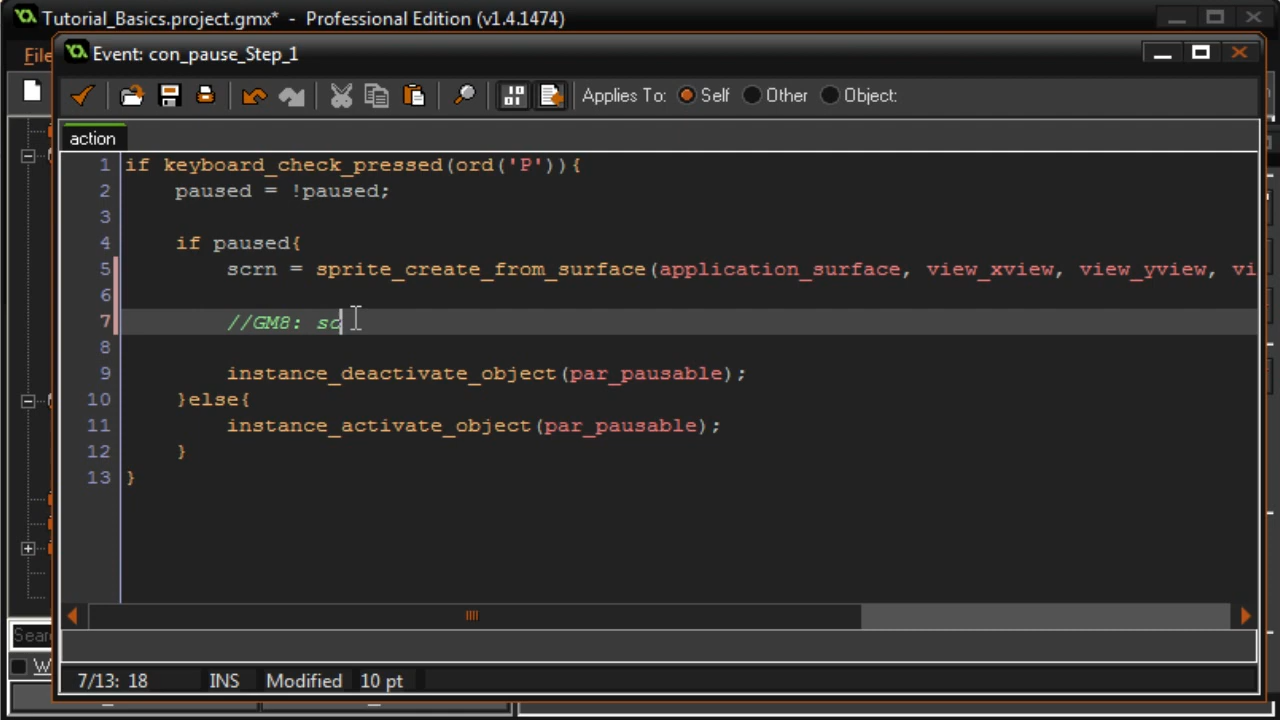 Tutorial_Basics.project.gmx* - Professional Edition (v1.4.1474)
File
Event: con_pause_Step_1
Applies To: Self Other Object:
action
1 if keyboard_check_pressed(ord('P')){
2 paused = !paused;
3
4 if paused{
5 scrn = sprite_create_from_surface(application_surface, view_xview, view_yview, vi
6
7 //GM8: sc
8
9 instance_deactivate_object(par_pausable);
10 }else{
11 instance_activate_object(par_pausable);
12 }
13 }
Sear
W
7/13: 18 INS Modified 10 pt